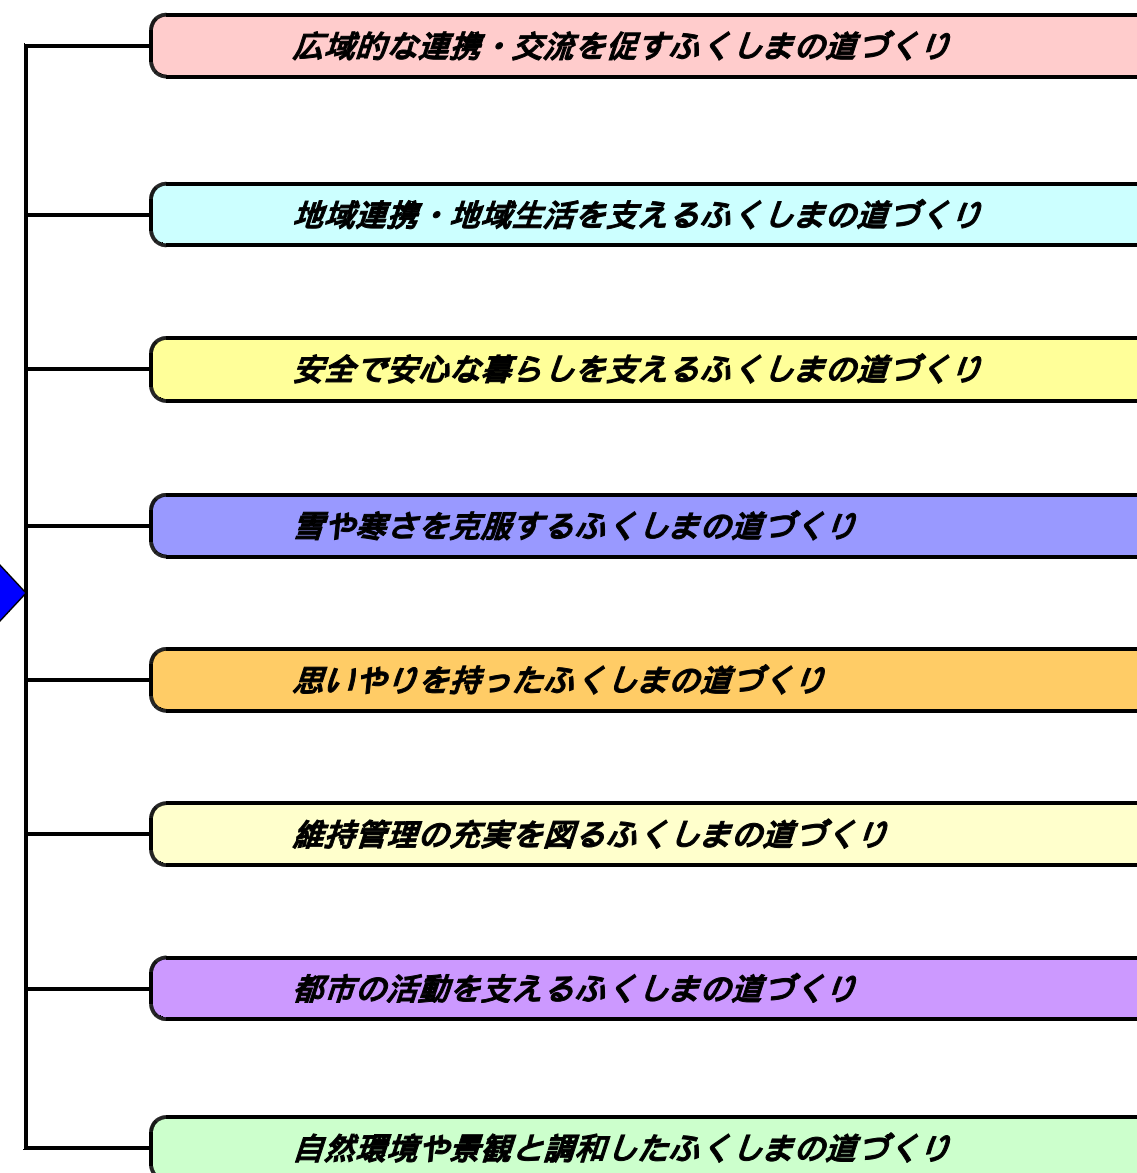 広域的な連携・交流を促すふくしまの道づくり
地域連携・地域生活を支えるふくしまの道づくり
安全で安心な暮らしを支えるふくしまの道づくり
雪や寒さを克服するふくしまの道づくり
思いやりを持ったふくしまの道づくり
維持管理の充実を図るふくしまの道づくり
都市の活動を支えるふくしまの道づくり
自然環境や景観と調和したふくしまの道づくり